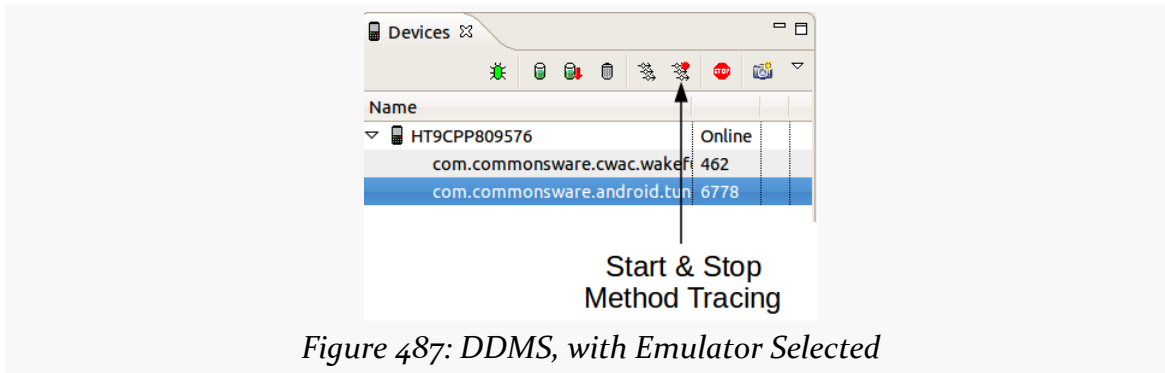 Devices
STOP
Name
HT9CPP809576 Online
com.commonsware.cwac.wakef 462
com.commonsware.android.tun 6778
Start & Stop
Method Tracing
Figure 487: DDMS, with Emulator Selected